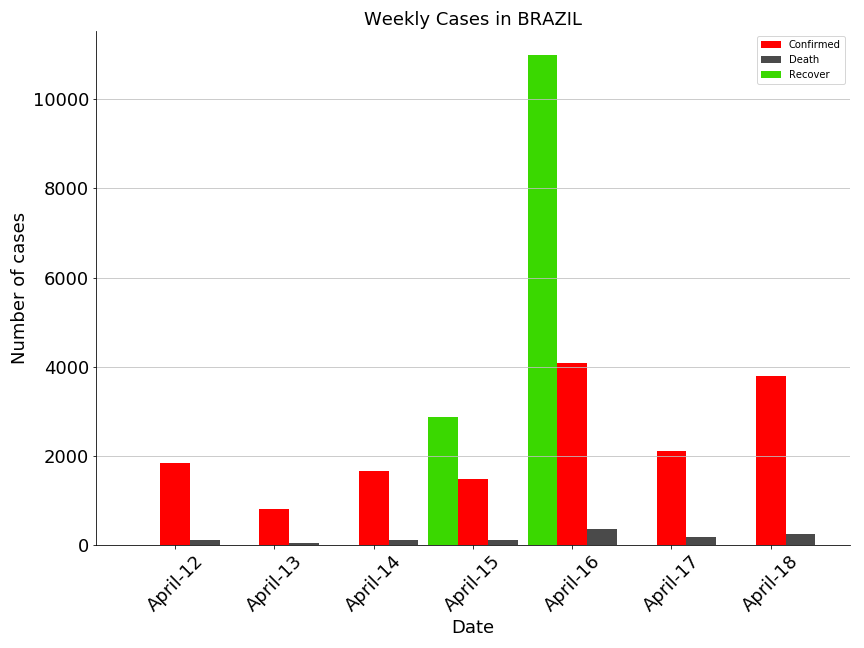 Weekly Cases in BRAZIL
Confirmed
Death
Recover
Number of cases
10000
8000
6000
4000
2000
0
April-12
April-13
April-14
April-15
April-16
April-17
April-18
Date